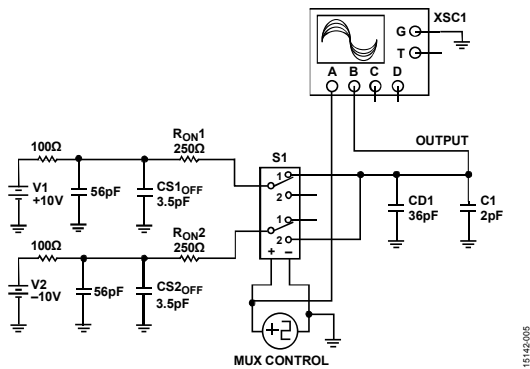 XSC1
G
T
A B C D
R_ON1
250Ω
100Ω
S1
OUTPUT
1
2
1
2
V1
+10V
56pF
CS1_OFF
3.5pF
CD1
36pF
C1
2pF
R_ON2
250Ω
100Ω
V2
–10V
56pF
CS2_OFF
3.5pF
+ –
MUX CONTROL
15142-005